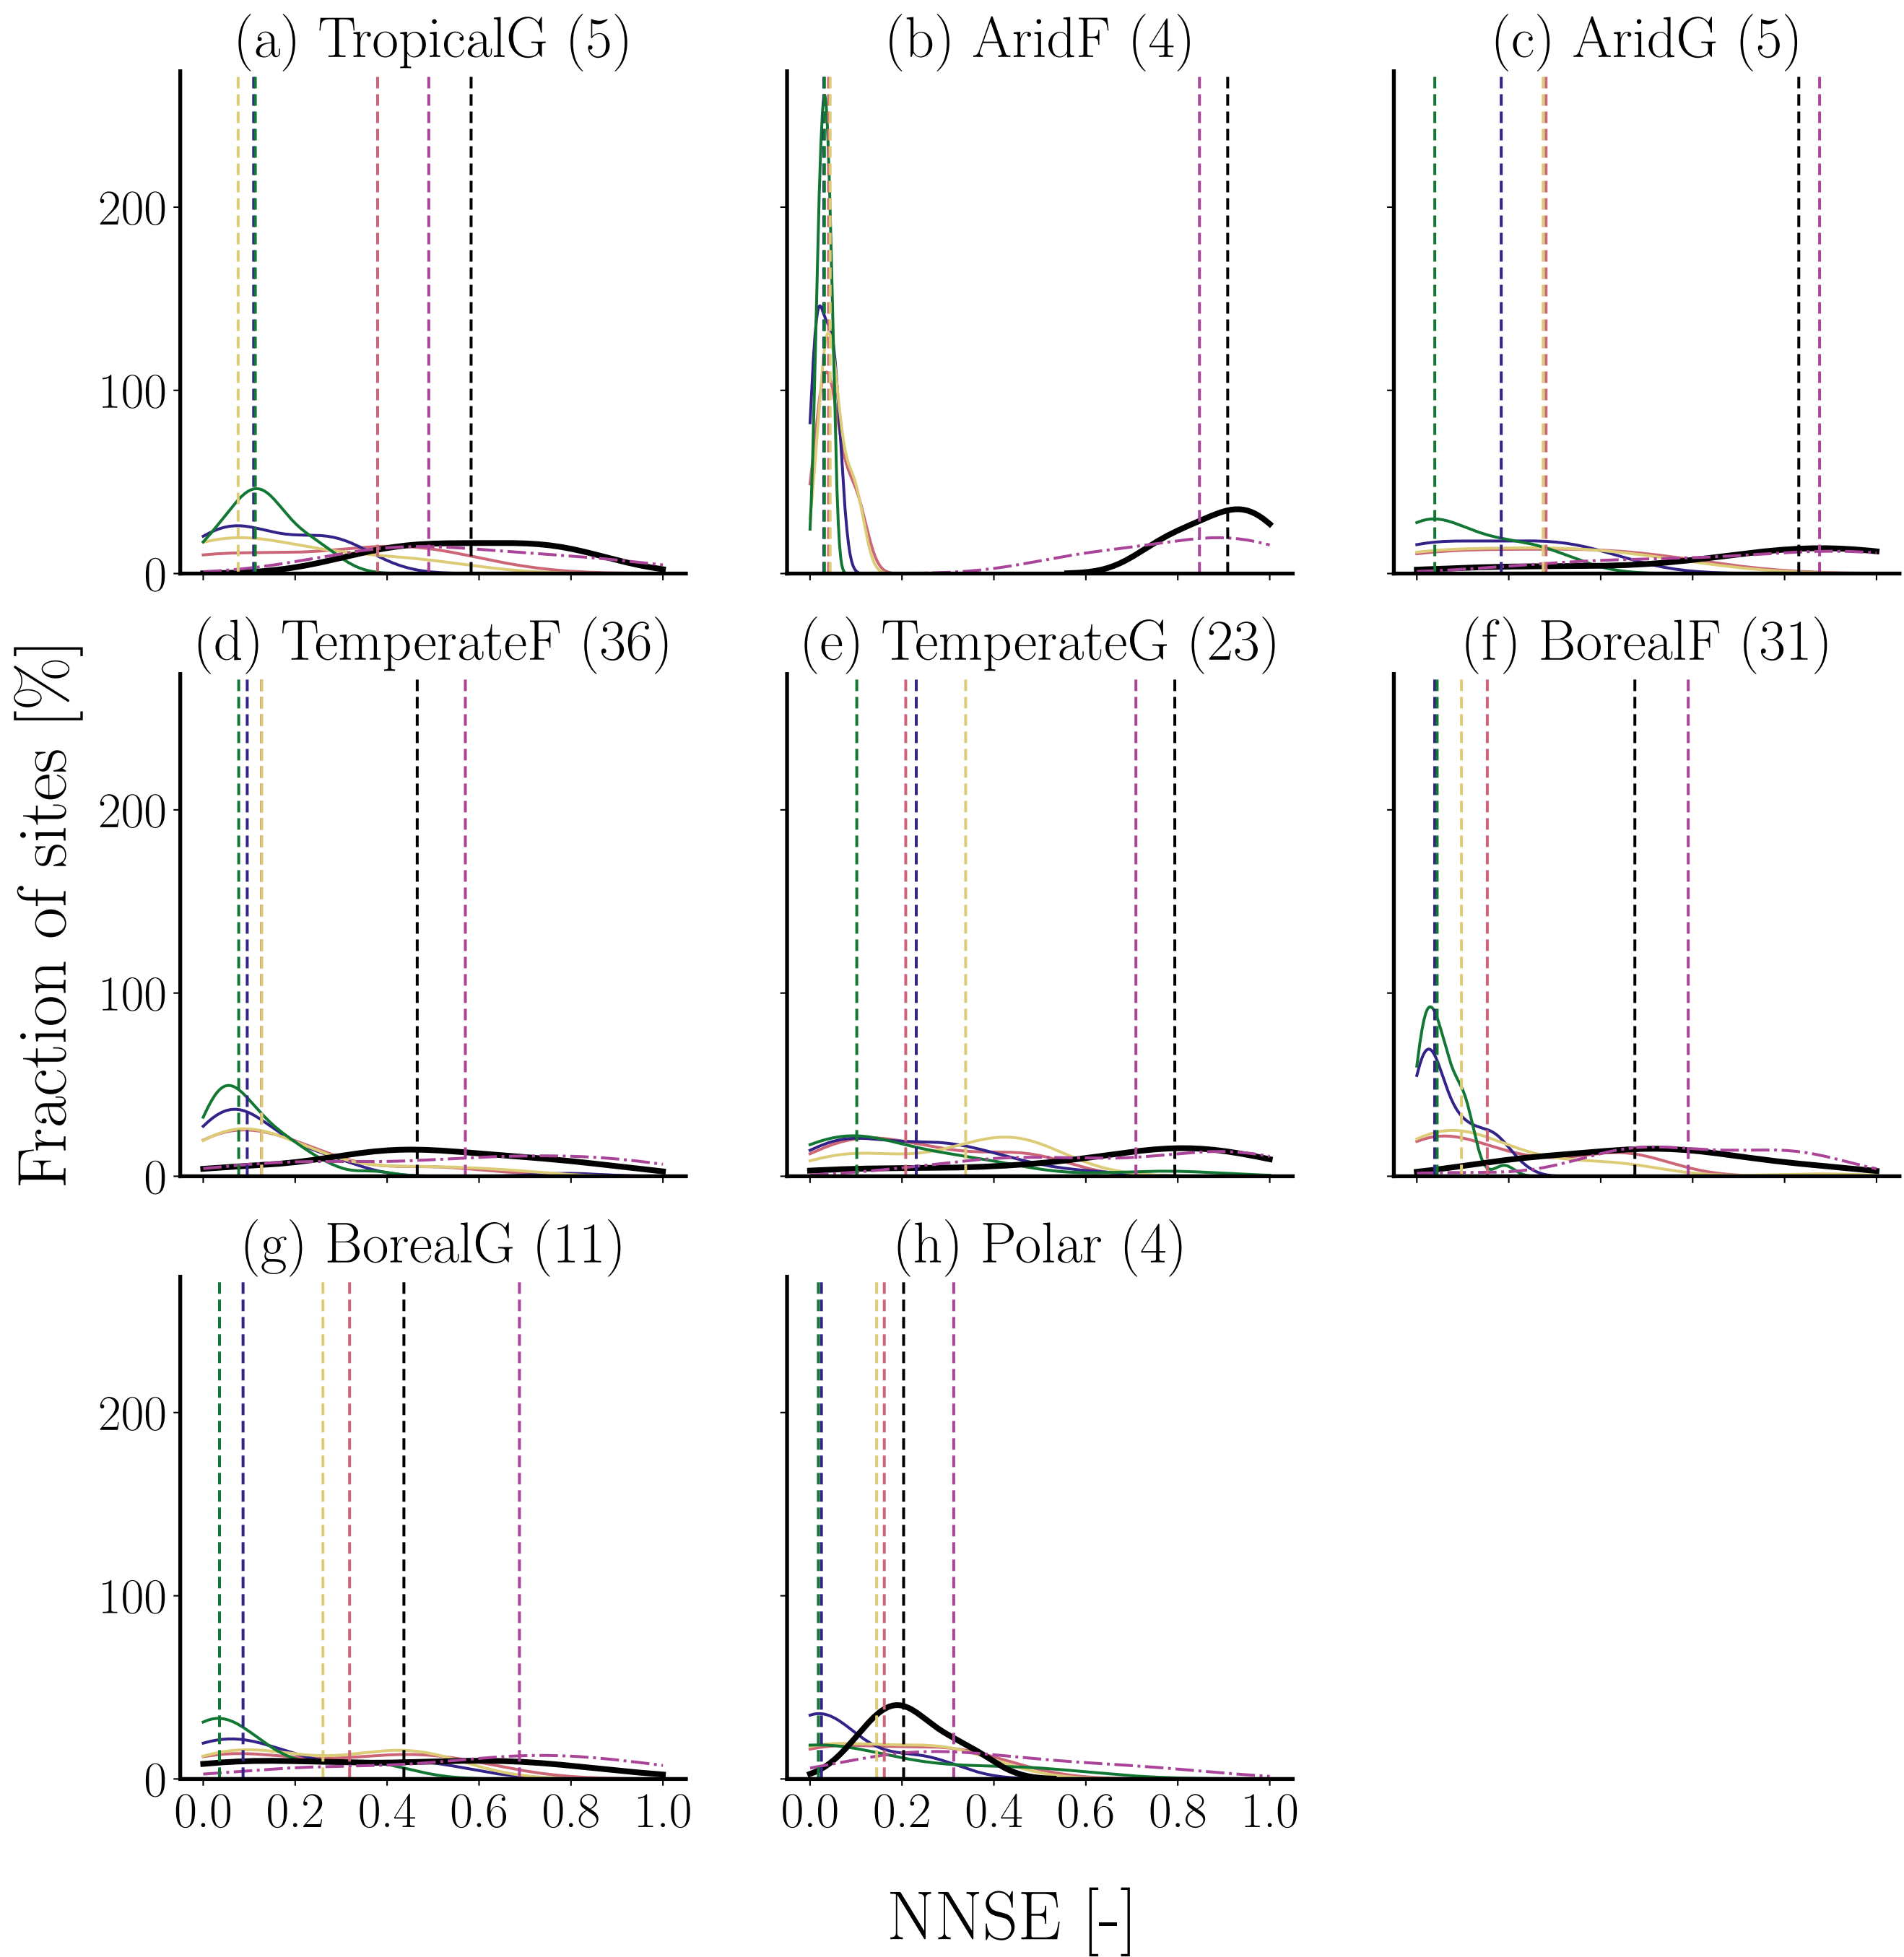 (a) TropicalG (5)
(b) AridF (4)
(c) AridG (5)
200
100
0
(d) TemperateF (36)
(e) TemperateG (23)
(f) BorealF (31)
200
100
0
Fraction of sites [%]
(g) BorealG (11)
(h) Polar (4)
200
100
0
0.0 0.2 0.4 0.6 0.8 1.0
0.0 0.2 0.4 0.6 0.8 1.0
NNSE [-]